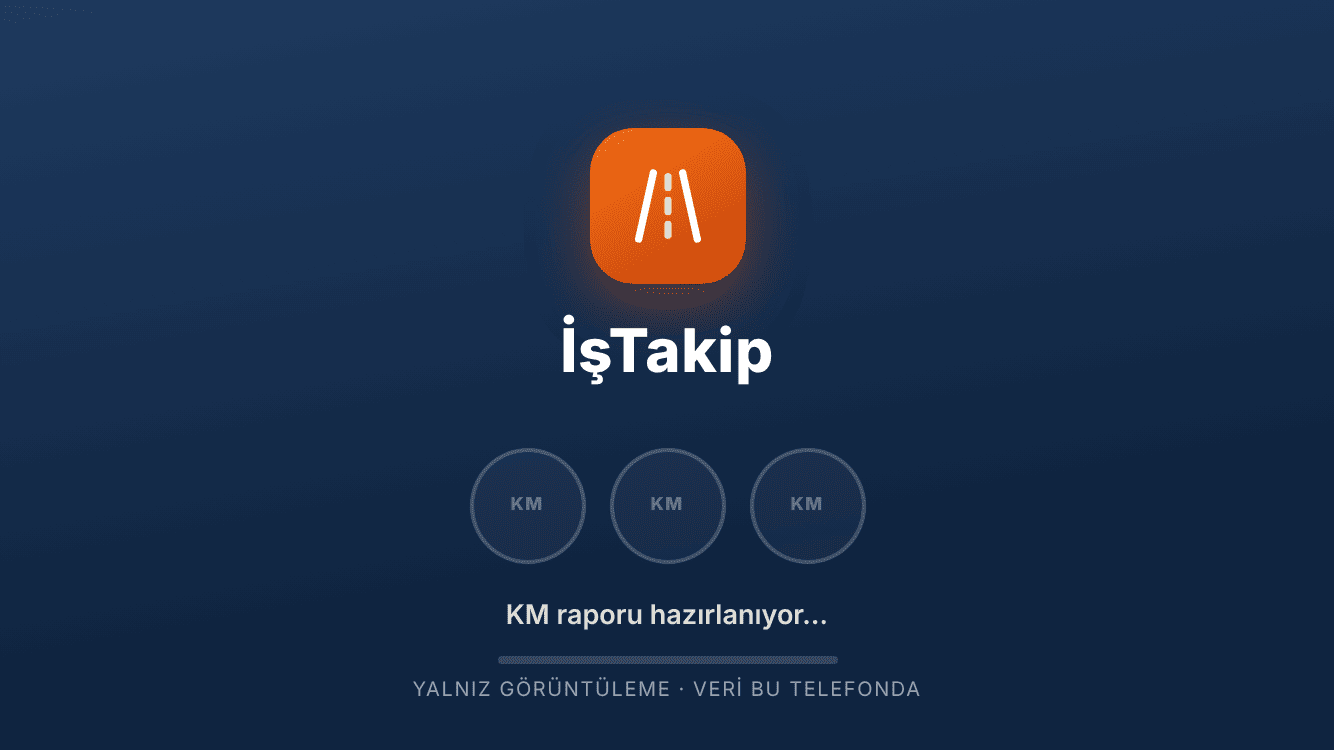 İşTakip
KM KM KM
KM raporu hazırlanıyor...
YALNIZ GÖRÜNTÜLEME · VERİ BU TELEFONDA